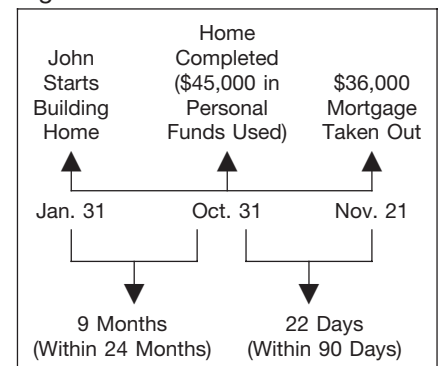 John
Starts
Building
Home
Home
Completed
($45,000 in
Personal
Funds Used)
$36,000
Mortgage
Taken Out
Jan. 31
Oct. 31
Nov. 21
9 Months
(Within 24 Months)
22 Days
(Within 90 Days)